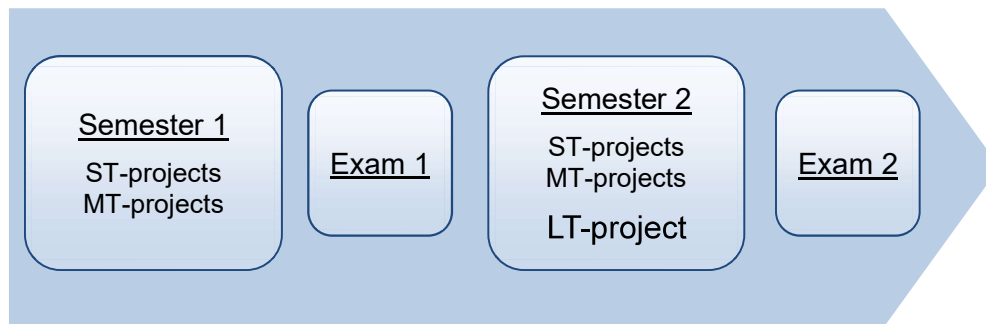 Semester 1
ST-projects
MT-projects
Exam 1
Semester 2
ST-projects
MT-projects
LT-project
Exam 2